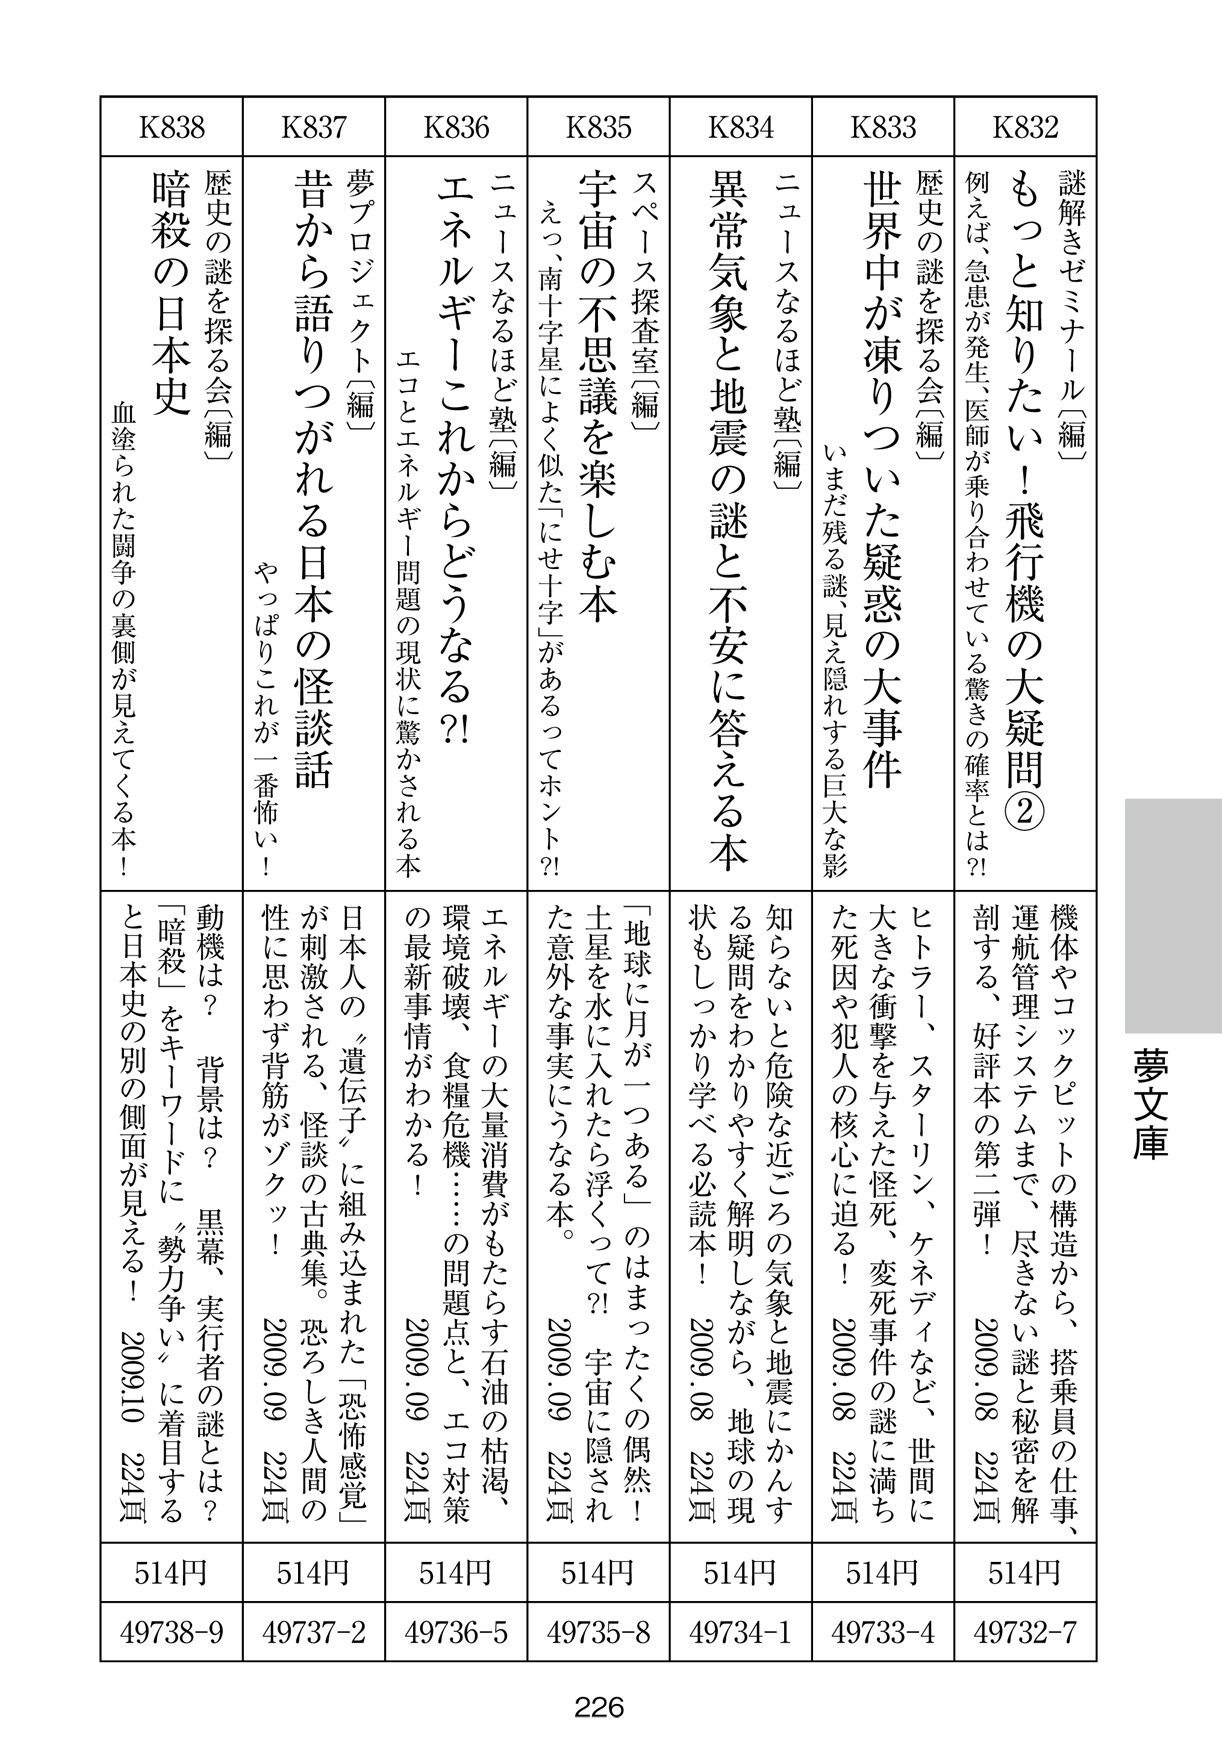 夢文庫
K832
謎解きゼミナール〔編〕
もっと知りたい！飛行機の大疑問②
例えば、急患が発生、医師が乗り合わせている驚きの確率とは?!
機体やコックピットの構造から、搭乗員の仕事、
運航管理システムまで、尽きない謎と秘密を解
剖する、好評本の第二弾！ 2009.08 224頁
514円
49732-7
K833
歴史の謎を探る会〔編〕
世界中が凍りついた疑惑の大事件
いまだ残る謎、見え隠れする巨大な影
ヒトラー、スターリン、ケネディなど、世間に
大きな衝撃を与えた怪死、変死事件の謎に満ち
た死因や犯人の核心に迫る！ 2009.08 224頁
514円
49733-4
K834
ニュースなるほど塾〔編〕
異常気象と地震の謎と不安に答える本
知らないと危険な近ごろの気象と地震にかんす
る疑問をわかりやすく解明しながら、地球の現
状もしっかり学べる必読本！ 2009.08 224頁
514円
49734-1
K835
スペース探査室〔編〕
宇宙の不思議を楽しむ本
えっ、南十字星によく似た「にせ十字」があるってホント?!
「地球に月が一つある」のはまったくの偶然！
土星を水に入れたら浮くって?! 宇宙に隠され
た意外な事実にうなる本。 2009.09 224頁
514円
49735-8
K836
ニュースなるほど塾〔編〕
エネルギーこれからどうなる?!
エコとエネルギー問題の現状に驚かされる本
エネルギーの大量消費がもたらす石油の枯渇、
環境破壊、食糧危機……の問題点と、エコ対策
の最新事情がわかる！ 2009.09 224頁
514円
49736-5
K837
夢プロジェクト〔編〕
昔から語りつがれる日本の怪談話
やっぱりこれが一番怖い！
日本人の〝遺伝子〟に組み込まれた「恐怖感覚」
が刺激される、怪談の古典集。恐ろしき人間の
性に思わず背筋がゾクッ！ 2009.09 224頁
514円
49737-2
K838
歴史の謎を探る会〔編〕
暗殺の日本史
血塗られた闘争の裏側が見えてくる本！
動機は？ 背景は？ 黒幕、実行者の謎とは？
「暗殺」をキーワードに〝勢力争い〟に着目する
と日本史の別の側面が見える！ 2009.10 224頁
514円
49738-9
226